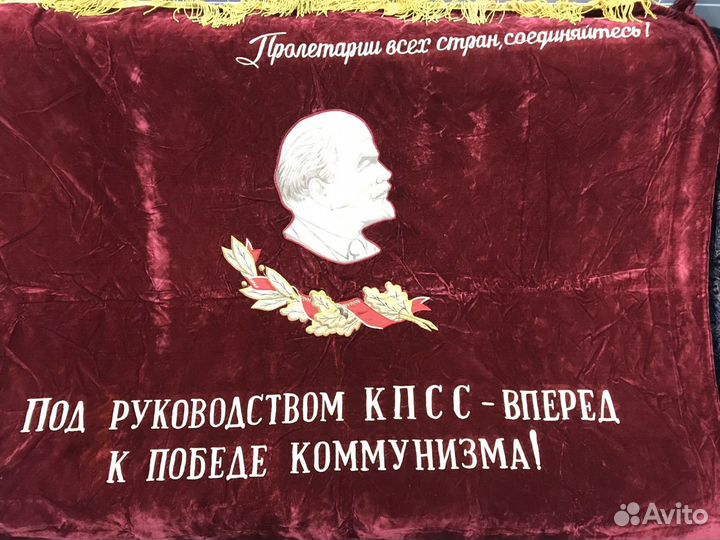 Пролетарии всех стран, соединяйтесь!
Под руководством КПСС - вперед
к победе коммунизма!
Avito